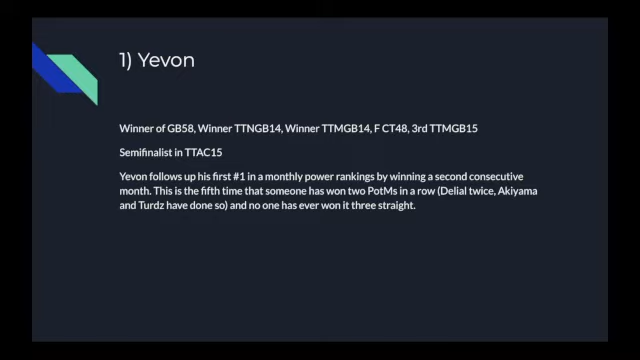 1) Yevon
Winner of GB58, Winner TTNGB14, Winner TTMGB14, F CT48, 3rd TTMGB15
Semifinalist in TTAC15
Yevon follows up his first #1 in a monthly power rankings by winning a second consecutive
month. This is the fifth time that someone has won two PotMs in a row (Delial twice, Akiyama
and Turdz have done so) and no one has ever won it three straight.